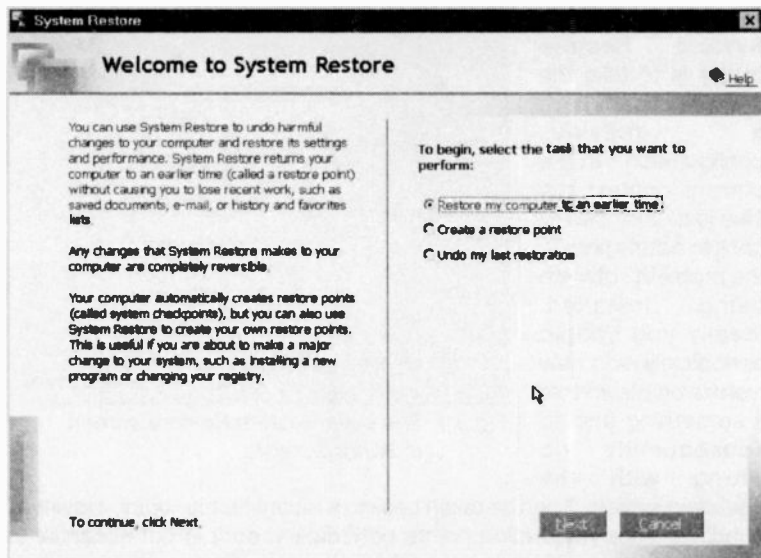 System Restore
Welcome to System Restore
Help
You can use System Restore to undo harmful
changes to your computer and restore its settings
and performance. System Restore returns your
computer to an earlier time (called a restore point)
without causing you to lose recent work, such as
saved documents, e-mail, or history and favorites
lists.
Any changes that System Restore makes to your
computer are completely reversible.
Your computer automatically creates restore points
(called system checkpoints), but you can also use
System Restore to create your own restore points.
This is useful if you are about to make a major
change to your system, such as installing a new
program or changing your registry.
To continue, click Next.
To begin, select the task that you want to
perform:
Restore my computer to an earlier time
Create a restore point
Undo my last restoration
Next
Cancel